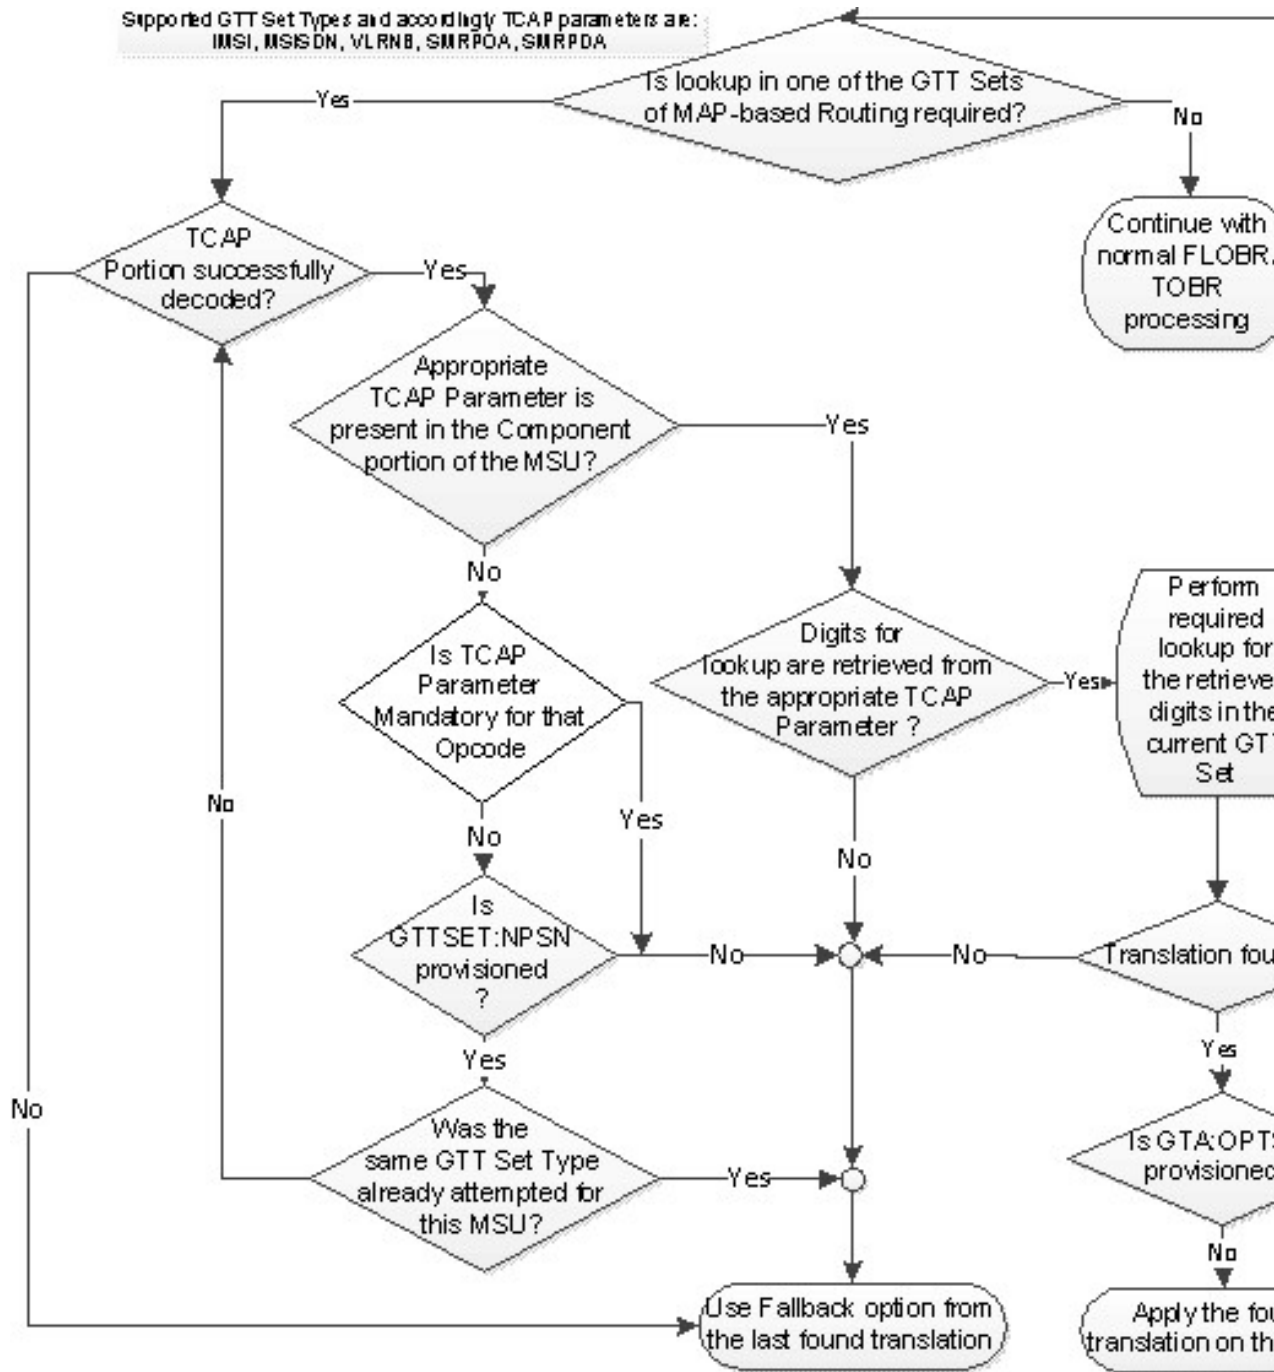 Supported GTT Set Types and accordingly TCAP parameters are:
IMSI, MSISDN, VLRNB, SMRPOA, SMRPDA
Is lookup in one of the GTT Sets
of MAP-based Routing required?
Yes
No
TCAP
Portion successfully
decoded?
Yes
Continue with
normal FLOBR/
TOBR
processing
Appropriate
TCAP Parameter is
present in the Component
portion of the MSU?
Yes
No
Perform
required
lookup for
the retrieve
digits in the
current GT
Set
Digits for
lookup are retrieved from
the appropriate TCAP
Parameter ?
Yes
Is TCAP
Parameter
Mandatory for that
Opcode
No
Yes
No
No
Is
GTTSET:NPSN
provisioned
?
No
No
Translation fou
Yes
Yes
No
Was the
same GTT Set Type
already attempted for
this MSU?
Yes
Is GTA:OPTS
provisioned
No
Use Fallback option from
the last found translation
Apply the fou
translation on th